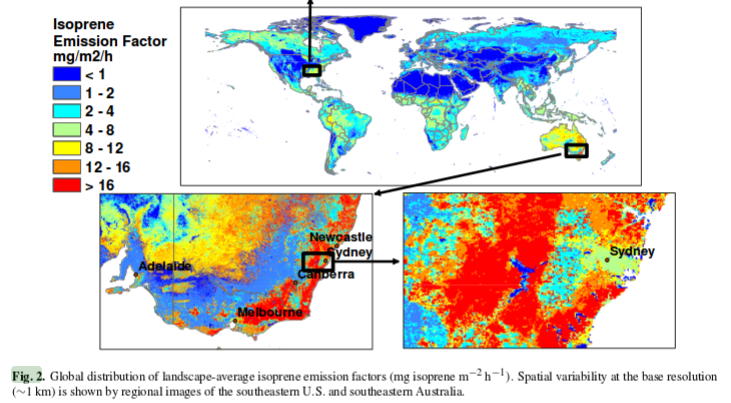 Isoprene
Emission Factor
mg/m2/h
< 1
1 - 2
2 - 4
4 - 8
8 - 12
12 - 16
> 16
Newcastle
Sydney
Adelaide
Canberra
Melbourne
Sydney
Fig. 2. Global distribution of landscape-average isoprene emission factors (mg isoprene m⁻² h⁻¹). Spatial variability at the base resolution
(~1 km) is shown by regional images of the southeastern U.S. and southeastern Australia.